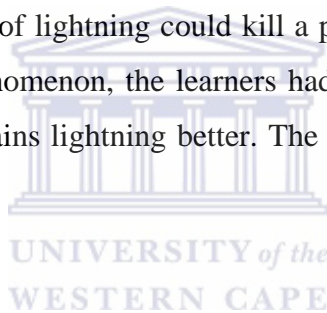 of lightning could kill a p
nomenon, the learners had
ains lightning better. The
UNIVERSITY of the
WESTERN CAPE